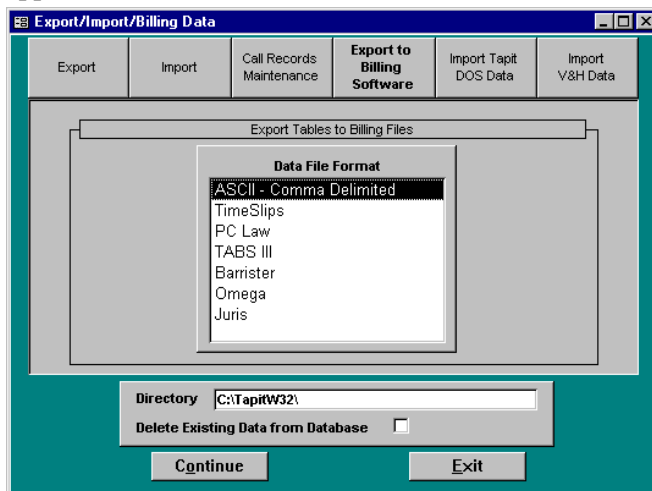 Export/Import/Billing Data
Export
Import
Call Records
Maintenance
Export to
Billing
Software
Import Tapit
DOS Data
Import
V&H Data
Export Tables to Billing Files
Data File Format
ASCII - Comma Delimited
TimeSlips
PC Law
TABS III
Barrister
Omega
Juris
Directory C:\TapitW32\
Delete Existing Data from Database
Continue Exit